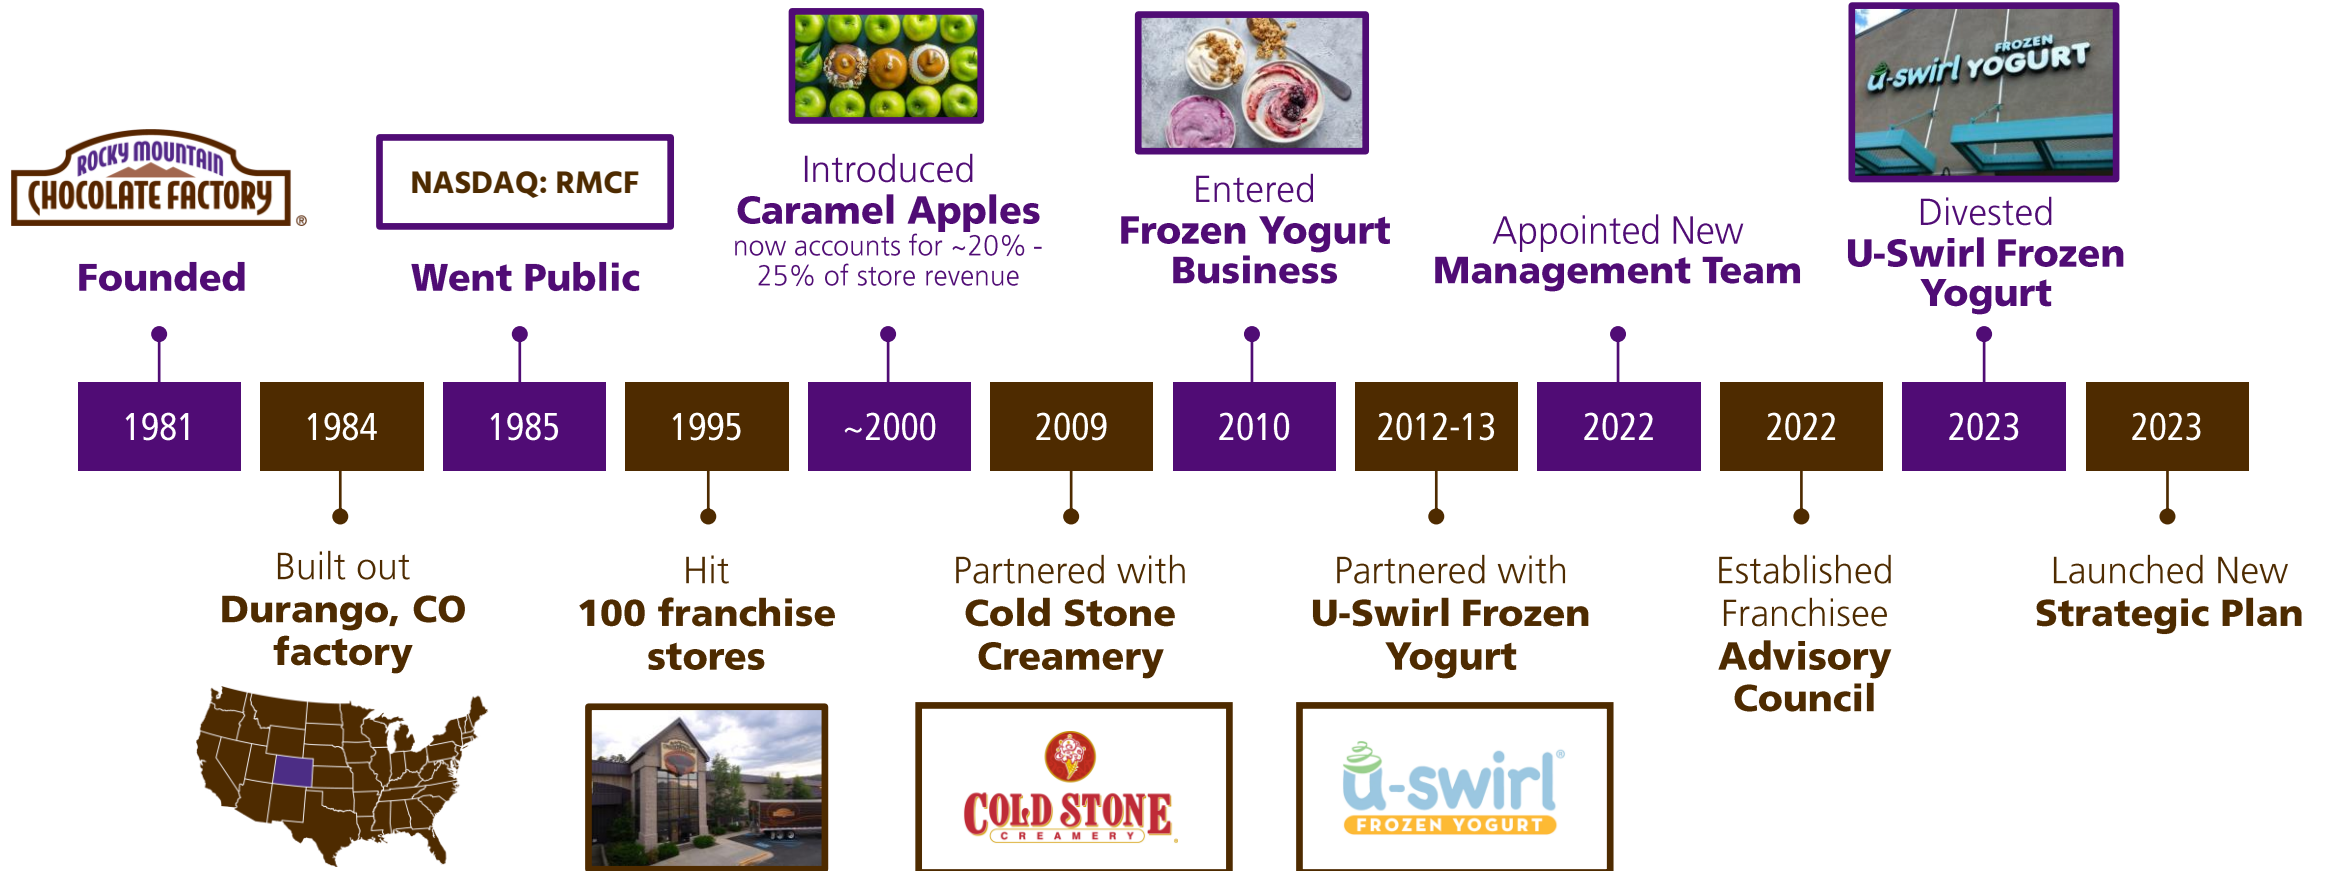 ROCKY MOUNTAIN
CHOCOLATE FACTORY
®
Founded
NASDAQ: RMCF
Went Public
Introduced
Caramel Apples
now accounts for ~20% -
25% of store revenue
Entered
Frozen Yogurt
Business
Appointed New
Management Team
FROZEN
u-swirl YOGURT
Divested
U-Swirl Frozen
Yogurt
1981
1984
1985
1995
~2000
2009
2010
2012-13
2022
2022
2023
2023
Built out
Durango, CO
factory
Hit
100 franchise
stores
Partnered with
Cold Stone
Creamery
COLD STONE
CREAMERY
Partnered with
U-Swirl Frozen
Yogurt
u-swirl®
FROZEN YOGURT
Established
Franchisee
Advisory
Council
Launched New
Strategic Plan